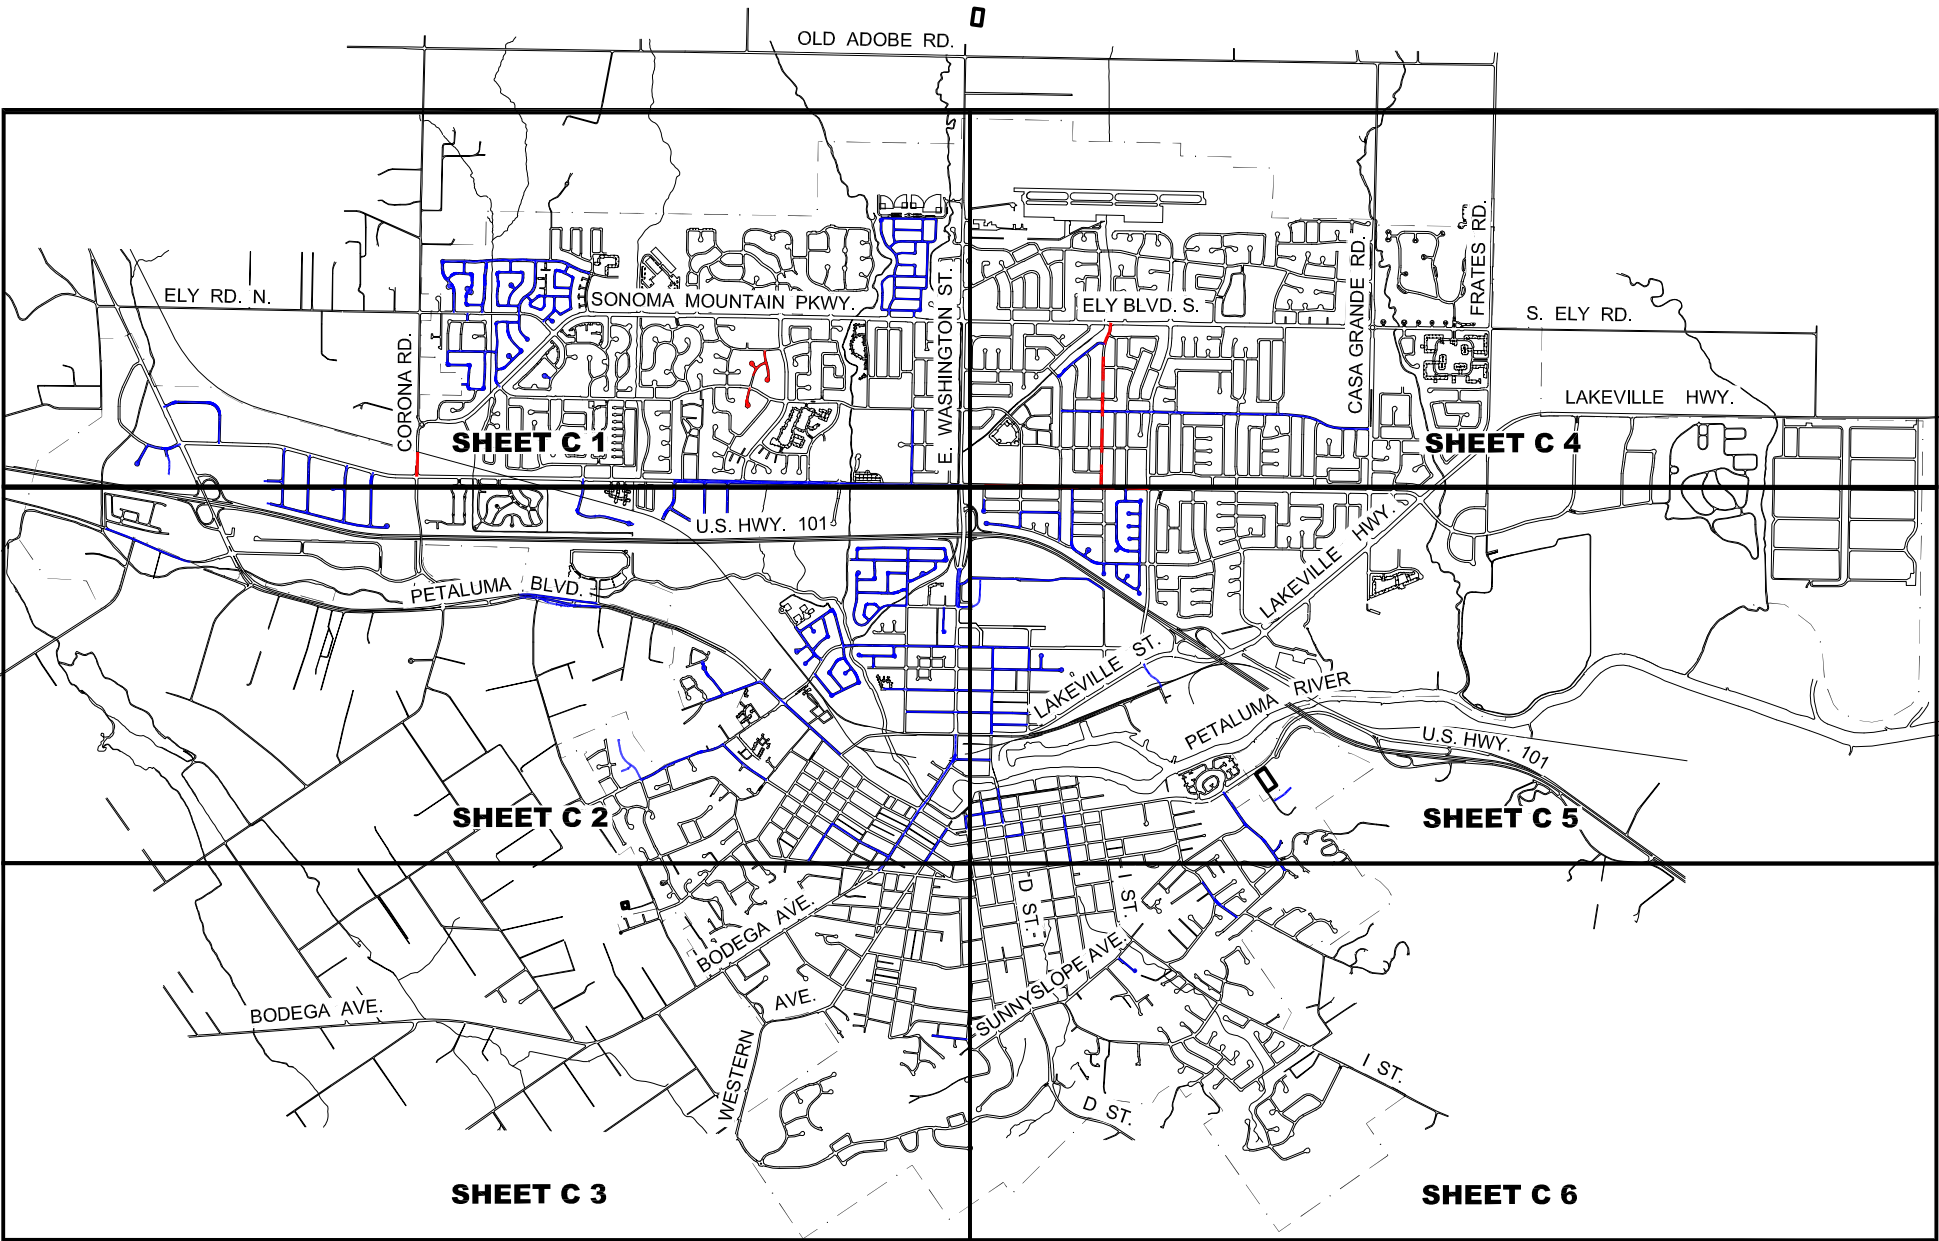 OLD ADOBE RD.
ELY RD. N.
SONOMA MOUNTAIN PKWY.
E. WASHINGTON ST.
ELY BLVD. S.
CASA GRANDE RD.
FRATES RD.
S. ELY RD.
LAKEVILLE HWY.
CORONA RD.
SHEET C 1
SHEET C 4
U.S. HWY. 101
LAKEVILLE HWY.
PETALUMA BLVD.
LAKEVILLE ST.
PETALUMA RIVER
U.S. HWY. 101
SHEET C 2
SHEET C 5
D ST.
I ST.
BODEGA AVE.
SUNNYSLOPE AVE.
BODEGA AVE.
WESTERN AVE.
I ST.
D ST.
SHEET C 3
SHEET C 6